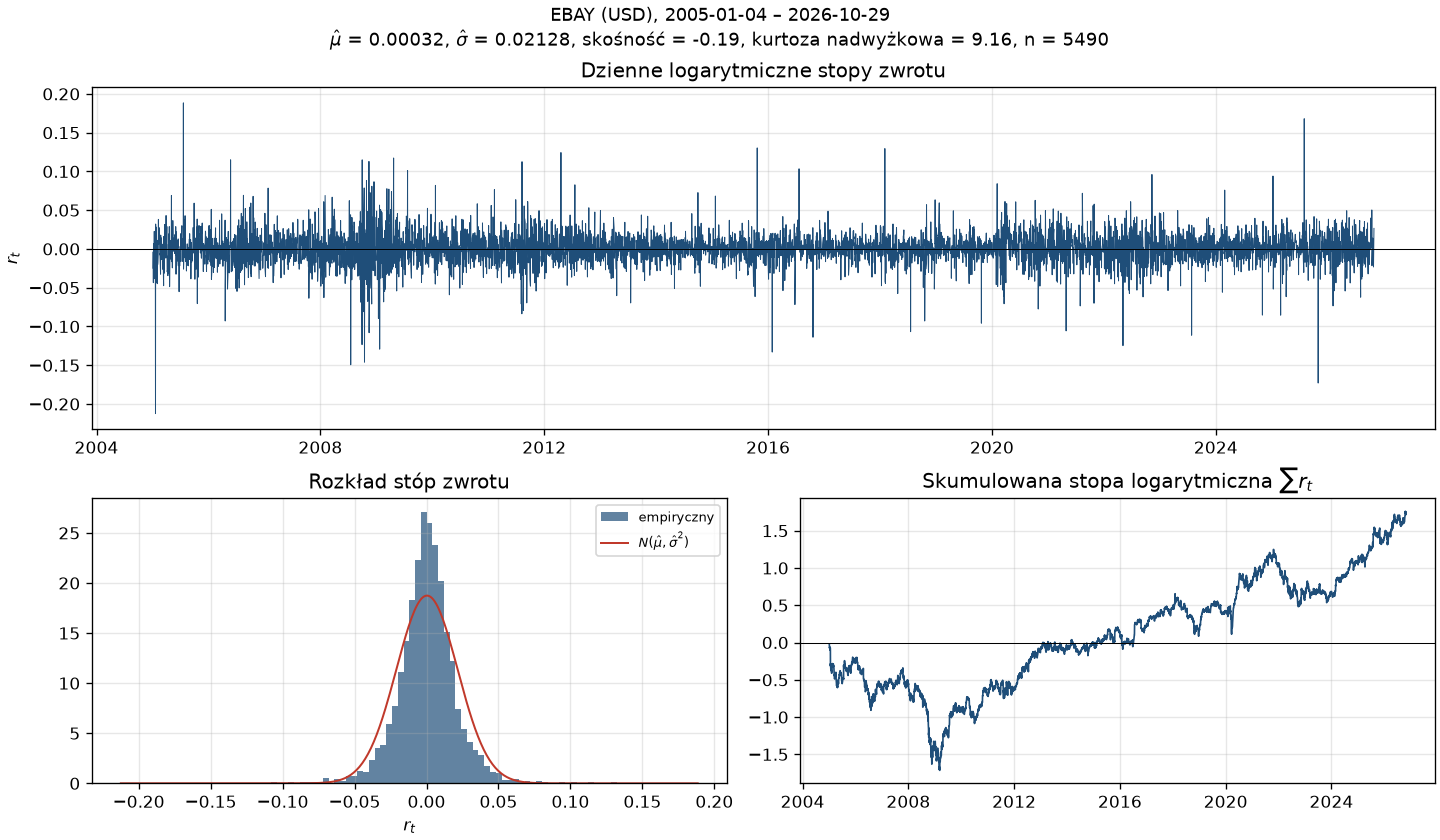 EBAY (USD), 2005-01-04 – 2026-10-29
μ̂ = 0.00032, σ̂ = 0.02128, skośność = -0.19, kurtoza nadwyżkowa = 9.16, n = 5490
Dzienne logarytmiczne stopy zwrotu
0.20
0.15
0.10
0.05
0.00
−0.05
−0.10
−0.15
−0.20
r_t
2004 2008 2012 2016 2020 2024
Rozkład stóp zwrotu
empiryczny
N(μ̂, σ̂²)
25
20
15
10
5
0
−0.20 −0.15 −0.10 −0.05 0.00 0.05 0.10 0.15 0.20
r_t
Skumulowana stopa logarytmiczna ∑r_t
1.5
1.0
0.5
0.0
−0.5
−1.0
−1.5
2004 2008 2012 2016 2020 2024